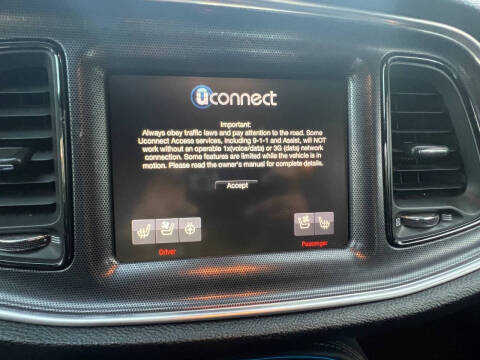 uconnect
Important:
Always obey traffic laws and pay attention to the road. Some
Uconnect Access services, including 9-1-1 and Assist, will NOT
work without an operable 1x(voice/data) or 3G (data) network
connection. Some features are limited while the vehicle is in
motion. Please read the owner's manual for complete details.
Accept
Driver
Passenger